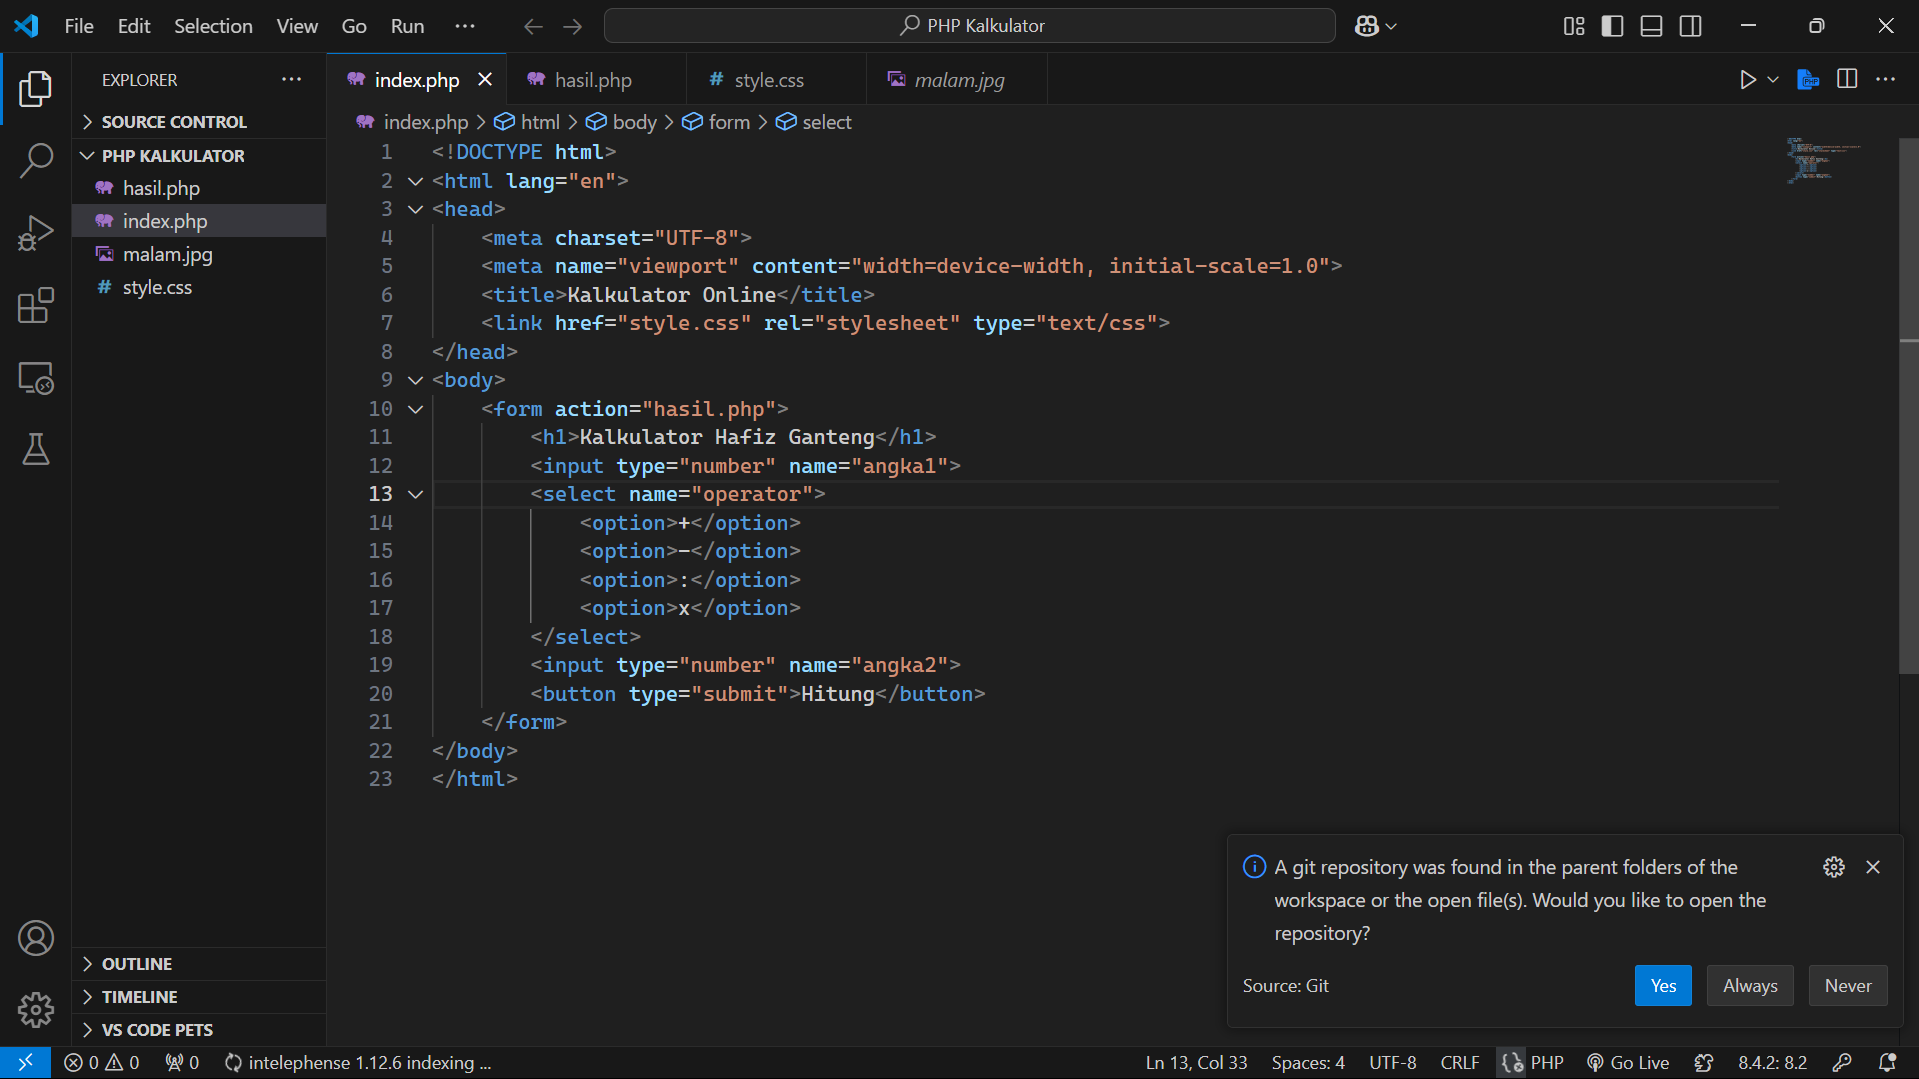 File Edit Selection View Go Run ··· PHP Kalkulator
EXPLORER ···
SOURCE CONTROL
PHP KALKULATOR
hasil.php
index.php
malam.jpg
style.css
OUTLINE
TIMELINE
VS CODE PETS
index.php hasil.php # style.css malam.jpg
index.php > html > body > form > select
1 <!DOCTYPE html>
2 <html lang="en">
3 <head>
4     <meta charset="UTF-8">
5     <meta name="viewport" content="width=device-width, initial-scale=1.0">
6     <title>Kalkulator Online</title>
7     <link href="style.css" rel="stylesheet" type="text/css">
8 </head>
9 <body>
10     <form action="hasil.php">
11         <h1>Kalkulator Hafiz Ganteng</h1>
12         <input type="number" name="angka1">
13         <select name="operator">
14             <option>+</option>
15             <option>-</option>
16             <option>:</option>
17             <option>x</option>
18         </select>
19         <input type="number" name="angka2">
20         <button type="submit">Hitung</button>
21     </form>
22 </body>
23 </html>
A git repository was found in the parent folders of the
workspace or the open file(s). Would you like to open the
repository?
Source: Git Yes Always Never
0 0 0 intelephense 1.12.6 indexing ... Ln 13, Col 33 Spaces: 4 UTF-8 CRLF PHP Go Live 8.4.2: 8.2